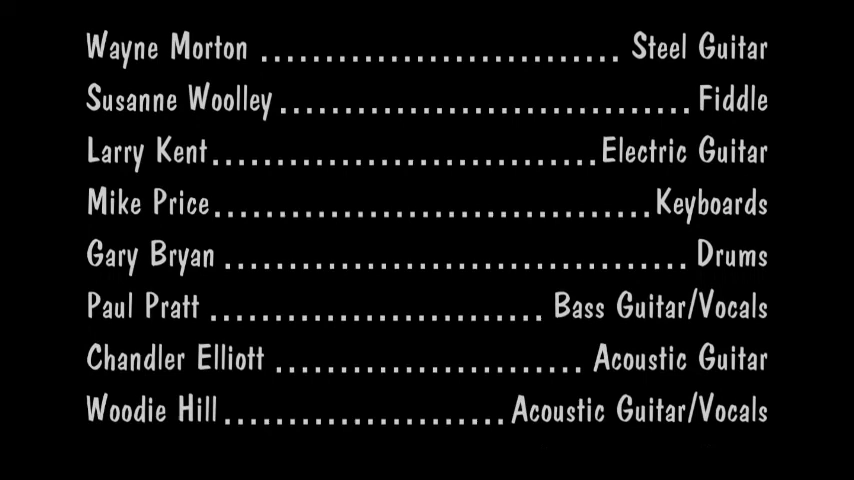 Wayne Morton .............................. Steel Guitar
Susanne Woolley .................................. Fiddle
Larry Kent................................Electric Guitar
Mike Price....................................Keyboards
Gary Bryan ...................................... Drums
Paul Pratt ........................... Bass Guitar/Vocals
Chandler Elliott ......................... Acoustic Guitar
Woodie Hill.......................Acoustic Guitar/Vocals